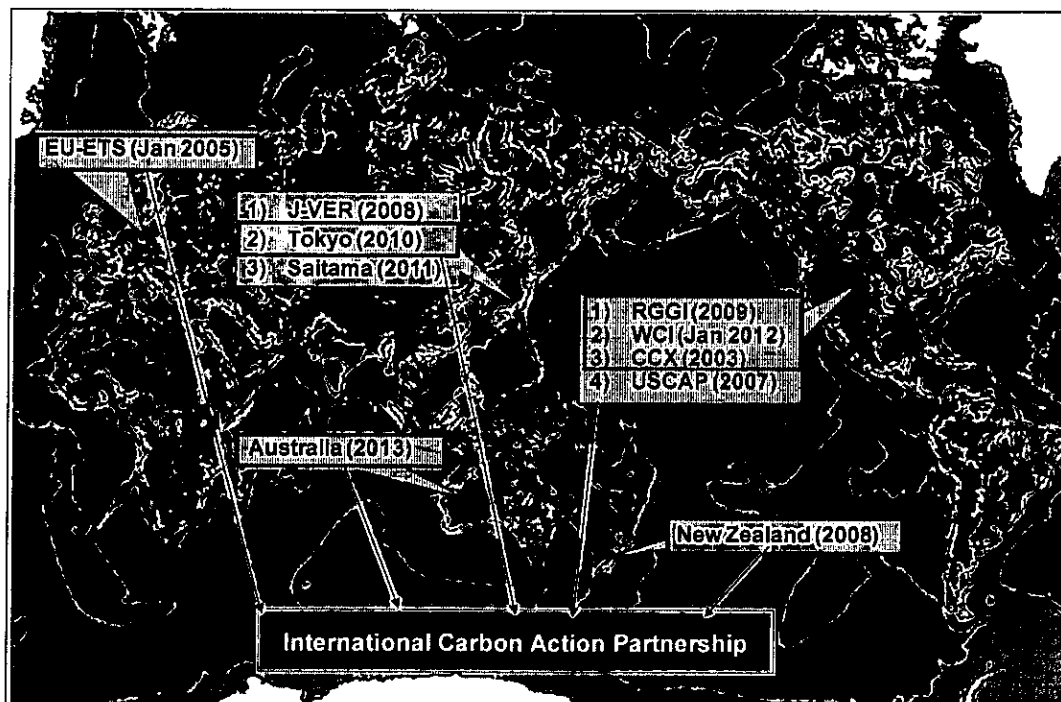 EU-ETS (Jan 2005)
1) J-VER (2008)
2) Tokyo (2010)
3) Saitama (2011)
1) RGGI (2009)
2) WCI (Jan 2012)
3) CCX (2003)
4) USCAP (2007)
Australia (2013)
New Zealand (2008)
International Carbon Action Partnership